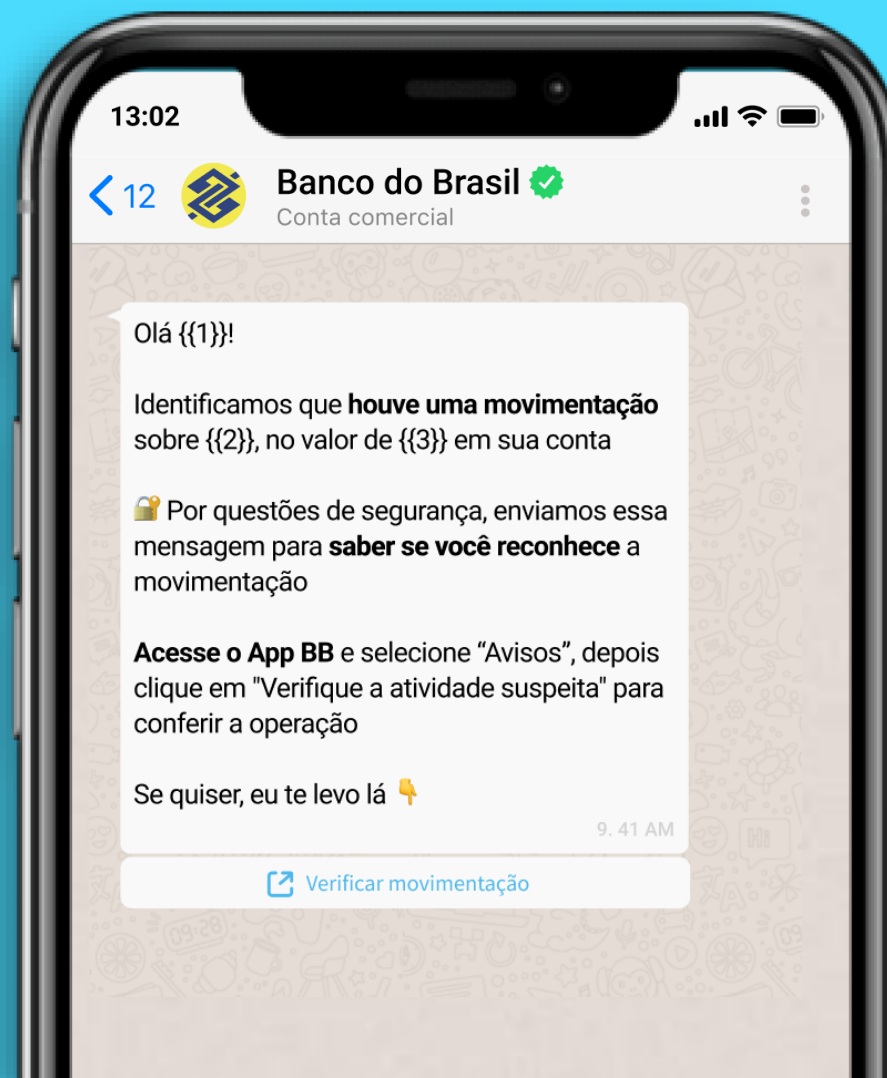 13:02
12
Banco do Brasil
Conta comercial
Olá {{1}}!
Identificamos que houve uma movimentação
sobre {{2}}, no valor de {{3}} em sua conta
🔐 Por questões de segurança, enviamos essa
mensagem para saber se você reconhece a
movimentação
Acesse o App BB e selecione “Avisos”, depois
clique em "Verifique a atividade suspeita" para
conferir a operação
Se quiser, eu te levo lá 👇
9. 41 AM
Verificar movimentação
Hi
09:28